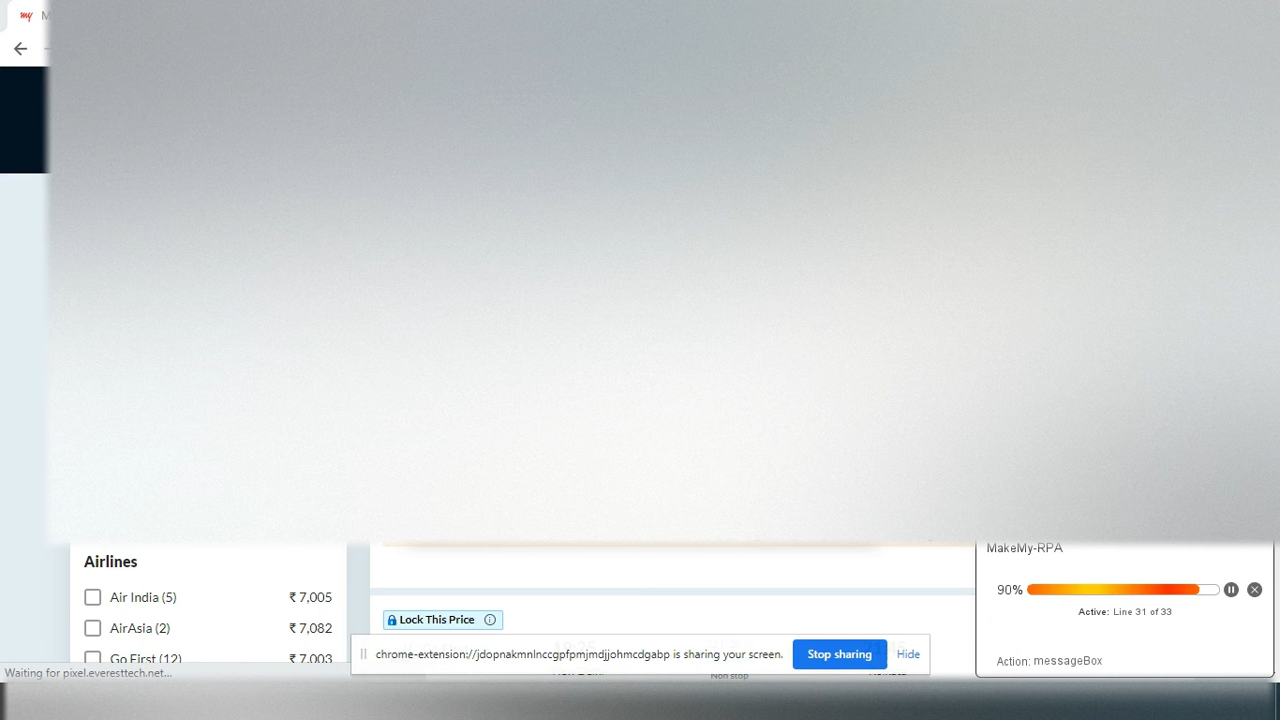 my M
Airlines
Air India (5) ₹ 7,005
AirAsia (2) ₹ 7,082
Go First (12) ₹ 7,003
Lock This Price
MakeMy-RPA
90%
Active: Line 31 of 33
Action: messageBox
chrome-extension://jdopnakmnlnccgpfpmjmdjjohmcdgabp is sharing your screen. Stop sharing Hide
Waiting for pixel.everesttech.net...
Non stop